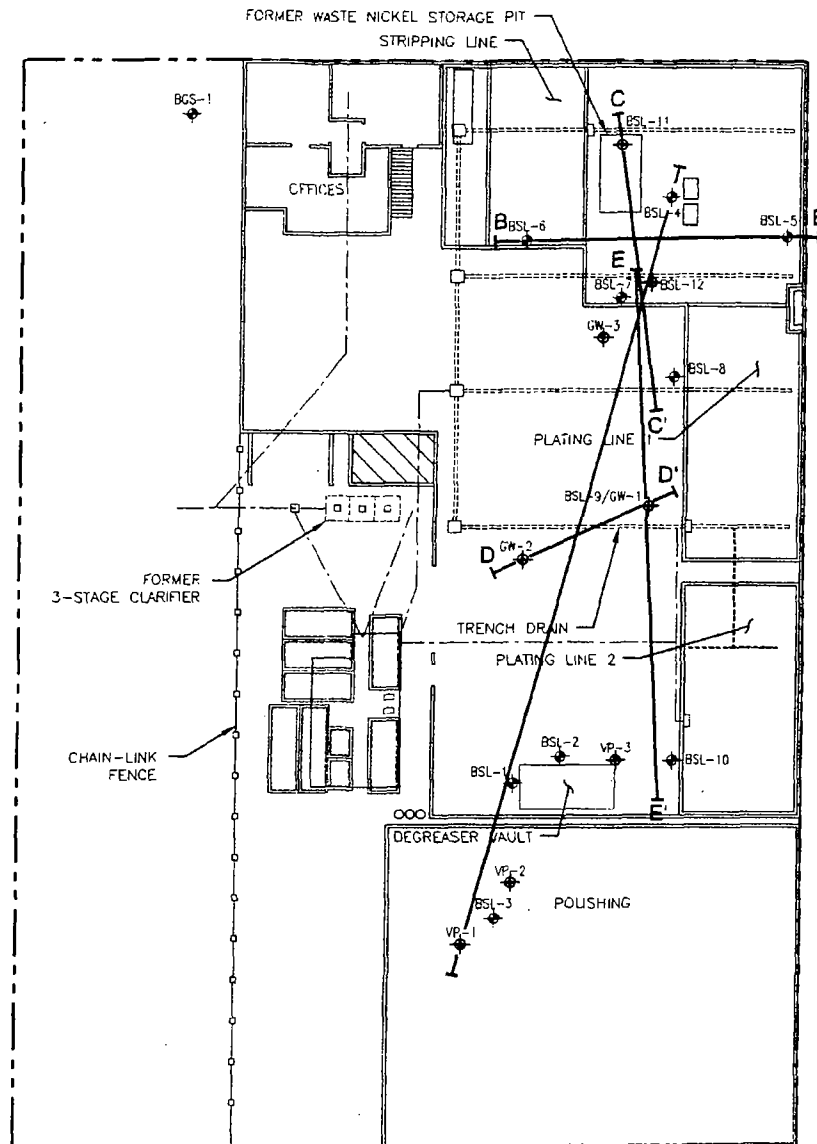 FORMER WASTE NICKEL STORAGE PIT
STRIPPING LINE
C
BGS-1
BSL-11
OFFICES
BSL-4
B
BSL-6
BSL-5
E
BSL-7
BSL-12
GW-3
BSL-8
C'
PLATING LINE 1
D'
BSL-9/GW-1
GW-2
D
FORMER
3-STAGE CLARIFIER
TRENCH DRAIN
PLATING LINE 2
CHAIN-LINK
FENCE
BSL-2
VP-3
BSL-1
BSL-10
E'
DEGREASER VAULT
VP-2
BSL-3
POLISHING
VP-1